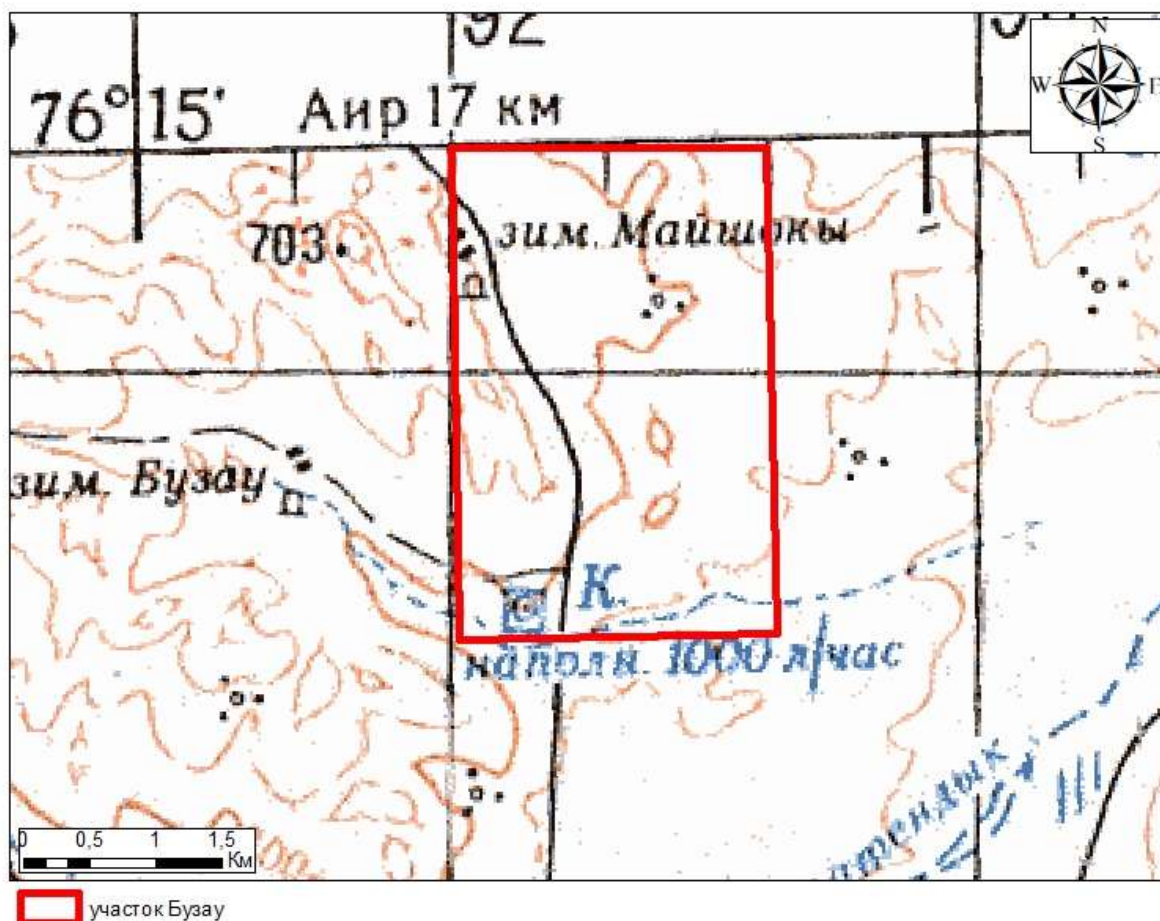 92
N
W
S
76°15′ Аир 17 км
зим. Майшокы
703
зим. Бузау
К.
наполн. 1000 л/час
0 0,5 1 1,5
Км
участок Бузау